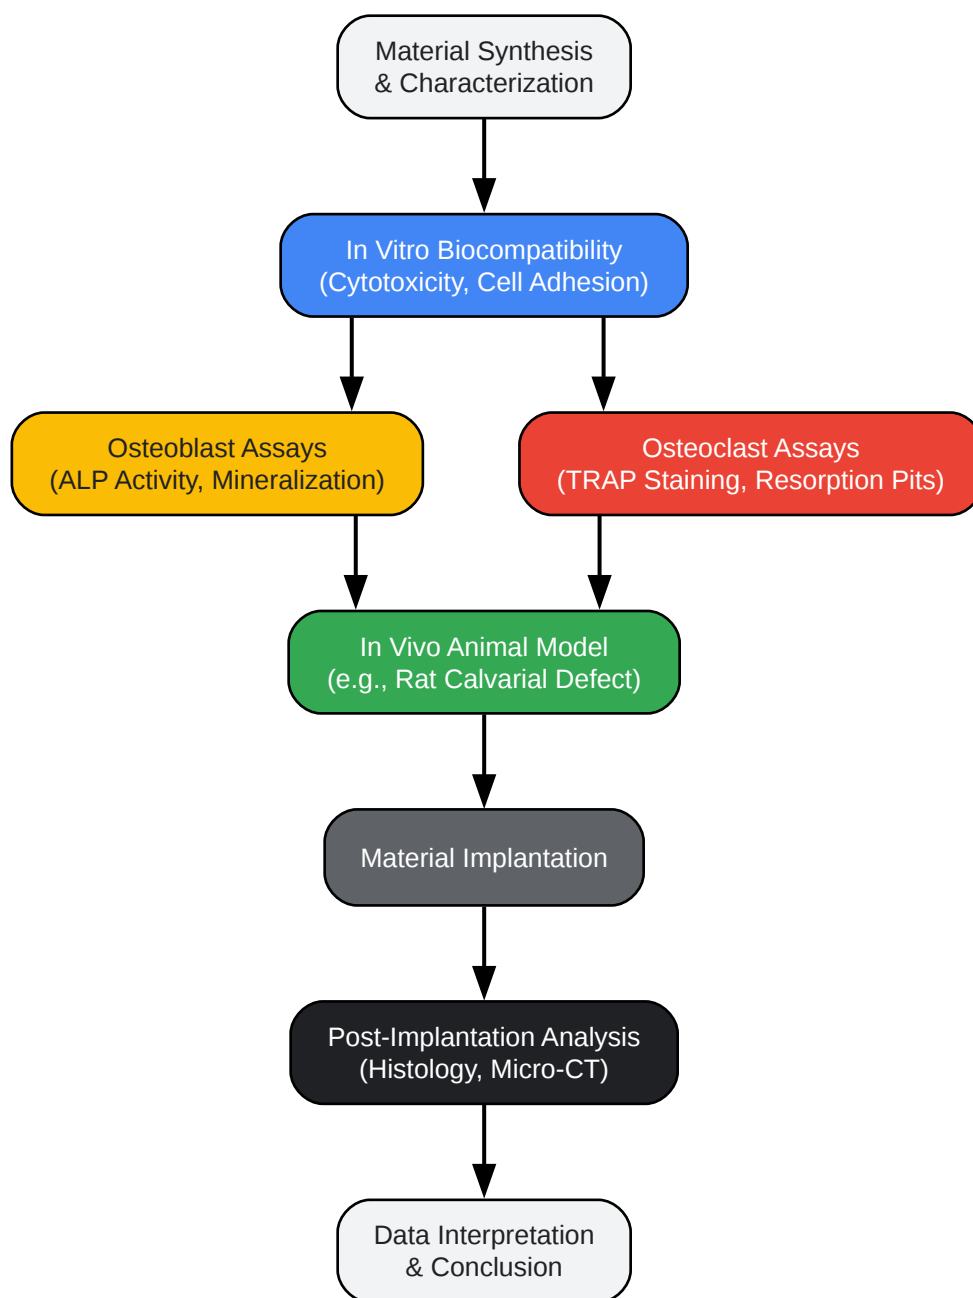 Material Synthesis
& Characterization
In Vitro Biocompatibility
(Cytotoxicity, Cell Adhesion)
Osteoblast Assays
(ALP Activity, Mineralization)
Osteoclast Assays
(TRAP Staining, Resorption Pits)
In Vivo Animal Model
(e.g., Rat Calvarial Defect)
Material Implantation
Post-Implantation Analysis
(Histology, Micro-CT)
Data Interpretation
& Conclusion